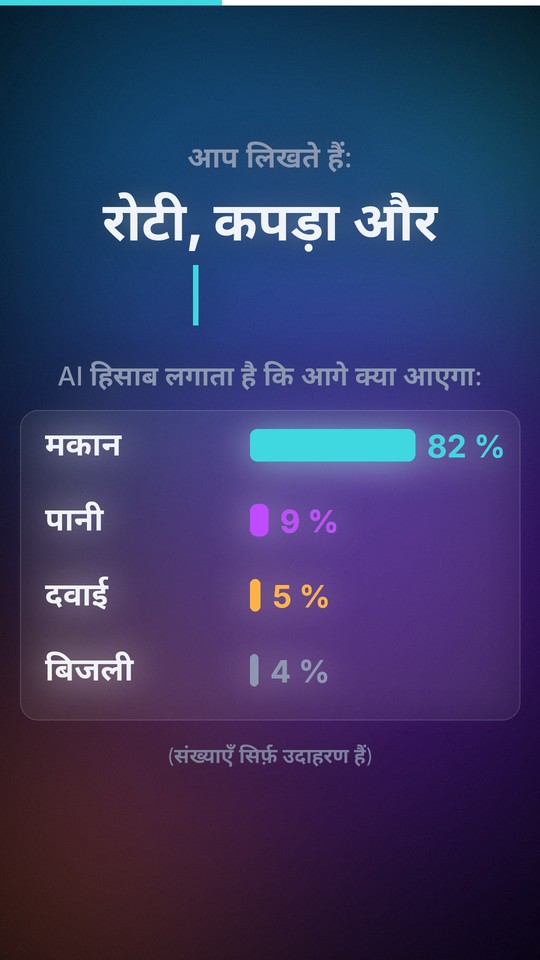 आप लिखते हैं:
रोटी, कपड़ा और
AI हिसाब लगाता है कि आगे क्या आएगा:
मकान 82 %
पानी 9 %
दवाई 5 %
बिजली 4 %
(संख्याएँ सिर्फ़ उदाहरण हैं)